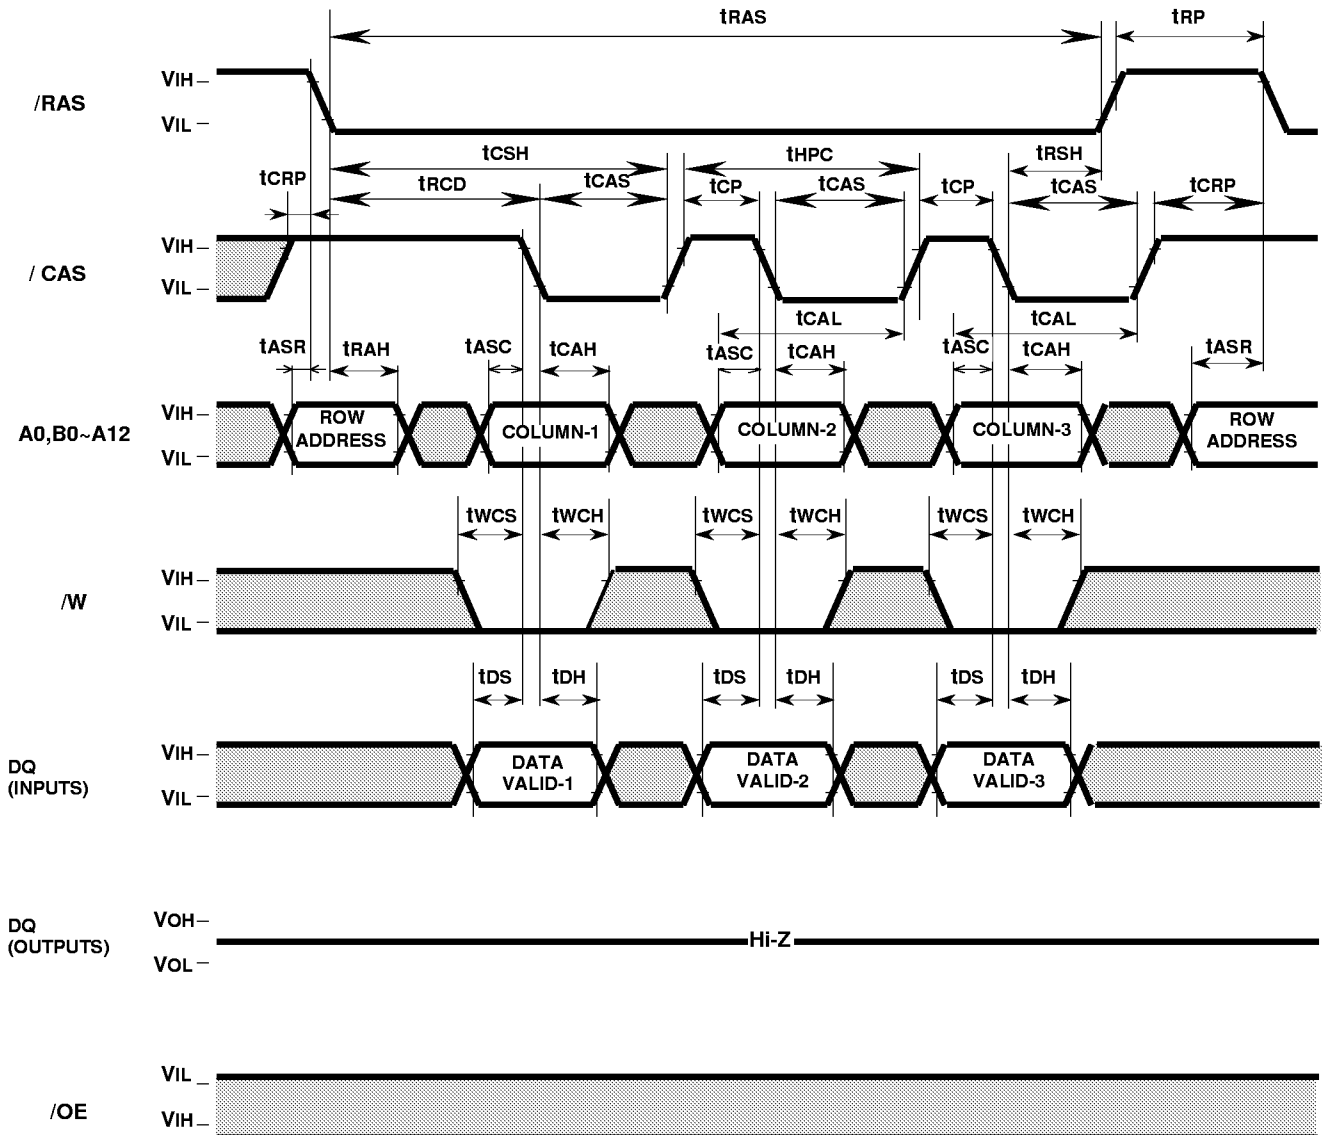 tRAS tRP
VIH
/RAS
VIL
tCSH tHPC tRSH
tCRP tRCD tCAS tCP tCAS tCP tCAS tCRP
VIH
/ CAS
VIL
tCAL tCAL
tASR tRAH tASC tCAH tASC tCAH tASC tCAH tASR
VIH
A0,B0~A12
VIL
ROW
ADDRESS
COLUMN-1
COLUMN-2
COLUMN-3
ROW
ADDRESS
tWCS tWCH tWCS tWCH tWCS tWCH
VIH
/W
VIL
tDS tDH tDS tDH tDS tDH
VIH
DQ
(INPUTS)
VIL
DATA
VALID-1
DATA
VALID-2
DATA
VALID-3
VOH
DQ
(OUTPUTS)
VOL
Hi-Z
VIL
/OE
VIH